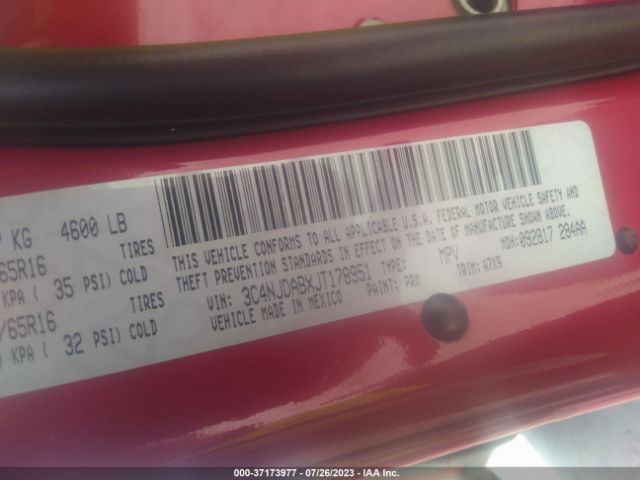 KG 4600 LB
65R16 TIRES
KPA ( 35 PSI) COLD
/65R16 TIRES
KPA ( 32 PSI) COLD
THIS VEHICLE CONFORMS TO ALL APPLICABLE U.S.A. FEDERAL MOTOR VEHICLE SAFETY AND
THEFT PREVENTION STANDARDS IN EFFECT ON THE DATE OF MANUFACTURE SHOWN ABOVE.
VIN: 3C4NJDABXJT178951 TYPE: MPV MDH: 092817 284AA
VEHICLE MADE IN MEXICO PAINT: PRM TRIM: A7X9
000-37173977 - 07/26/2023 - IAA Inc.